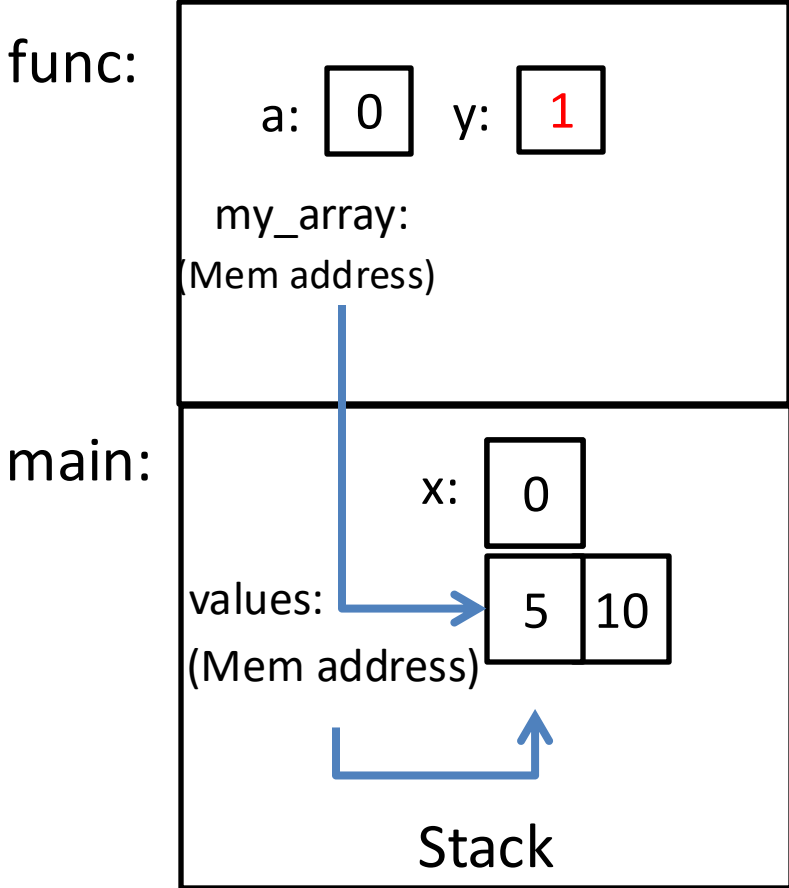 func:
a: 0 y: 1
my_array:
(Mem address)
main:
x: 0
values: 5 10
(Mem address)
Stack